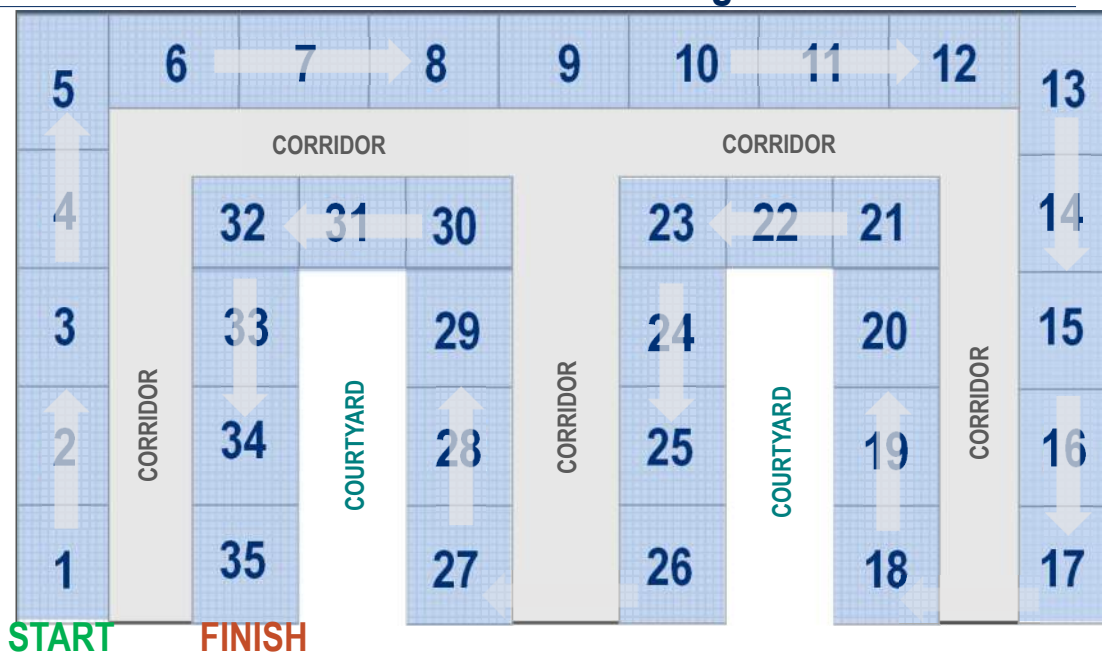 6 7 8 9 10 11 12
5 13
CORRIDOR CORRIDOR
4 32 31 30 23 22 21 14
3 33 29 24 20 15
CORRIDOR COURTYARD CORRIDOR COURTYARD CORRIDOR
2 34 28 25 19 16
1 35 27 26 18 17
START FINISH